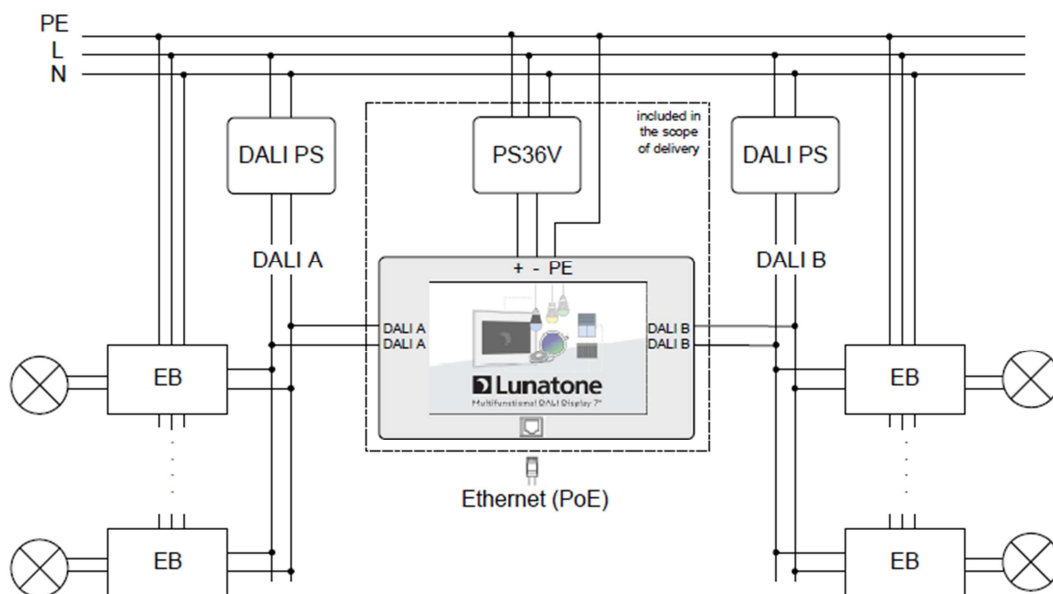 PE
L
N
DALI PS
PS36V
included in
the scope
of delivery
DALI PS
DALI A
DALI B
+ - PE
DALI A
DALI A
DALI B
DALI B
EB
EB
Lunatone
Multifunctional DALI Display 7"
Ethernet (PoE)
EB
EB